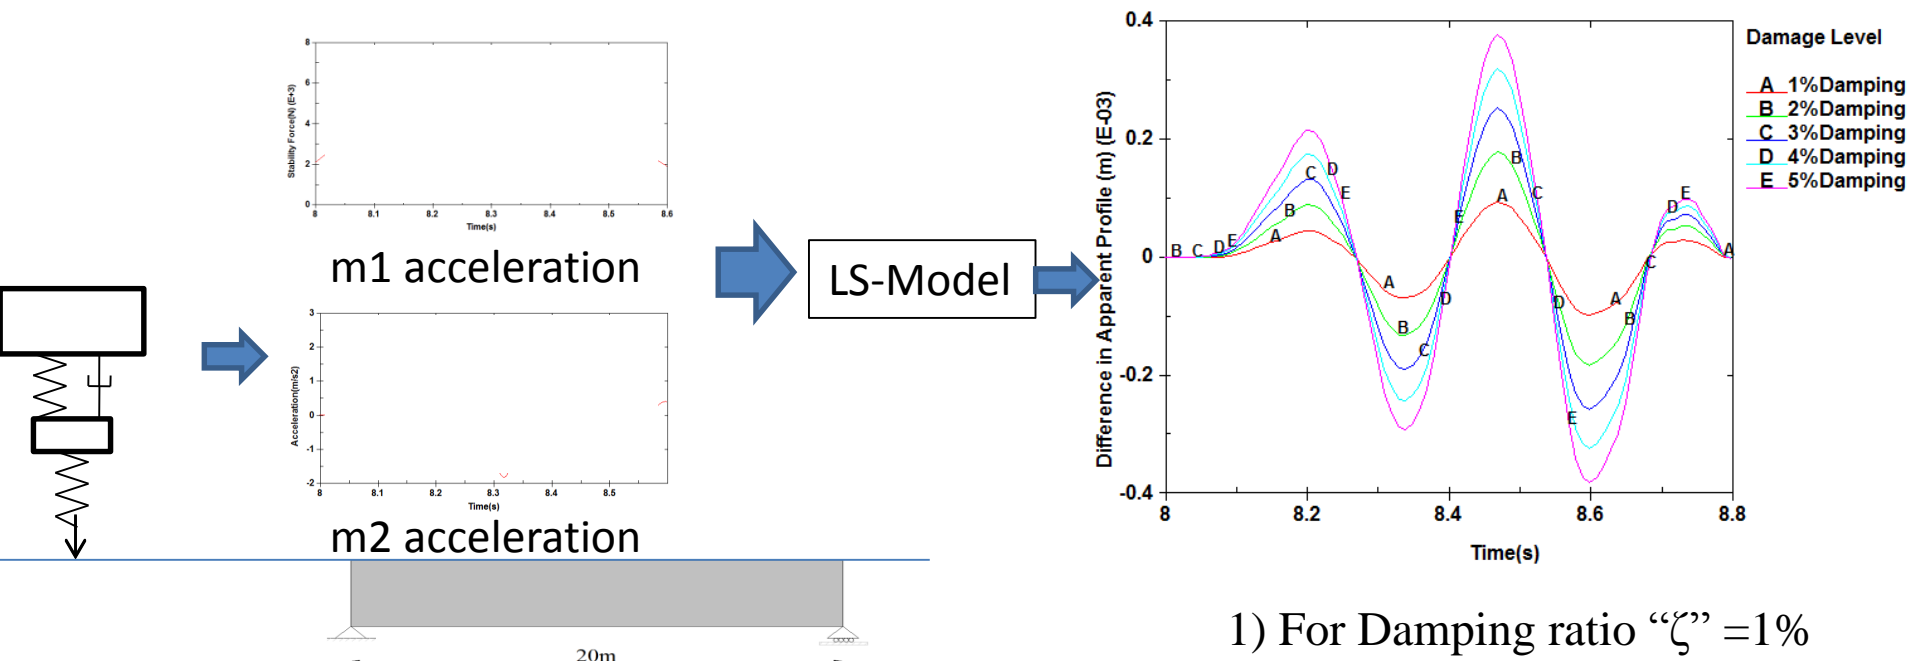 8
6
4
2
0
Stability Force(N) (E+3)
8 8.1 8.2 8.3 8.4 8.5 8.6
Time(s)
m1 acceleration
3
2
1
0
-1
-2
Acceleration(m/s2)
8 8.1 8.2 8.3 8.4 8.5
Time(s)
m2 acceleration
20m
LS-Model
0.4
0.2
0
-0.2
-0.4
Difference in Apparent Profile (m) (E-03)
B C D E A B C D E A B C D E A B C E D A B C D E A B C D E A
8 8.2 8.4 8.6 8.8
Time(s)
Damage Level
A 1%Damping
B 2%Damping
C 3%Damping
D 4%Damping
E 5%Damping
1) For Damping ratio “ζ” =1%